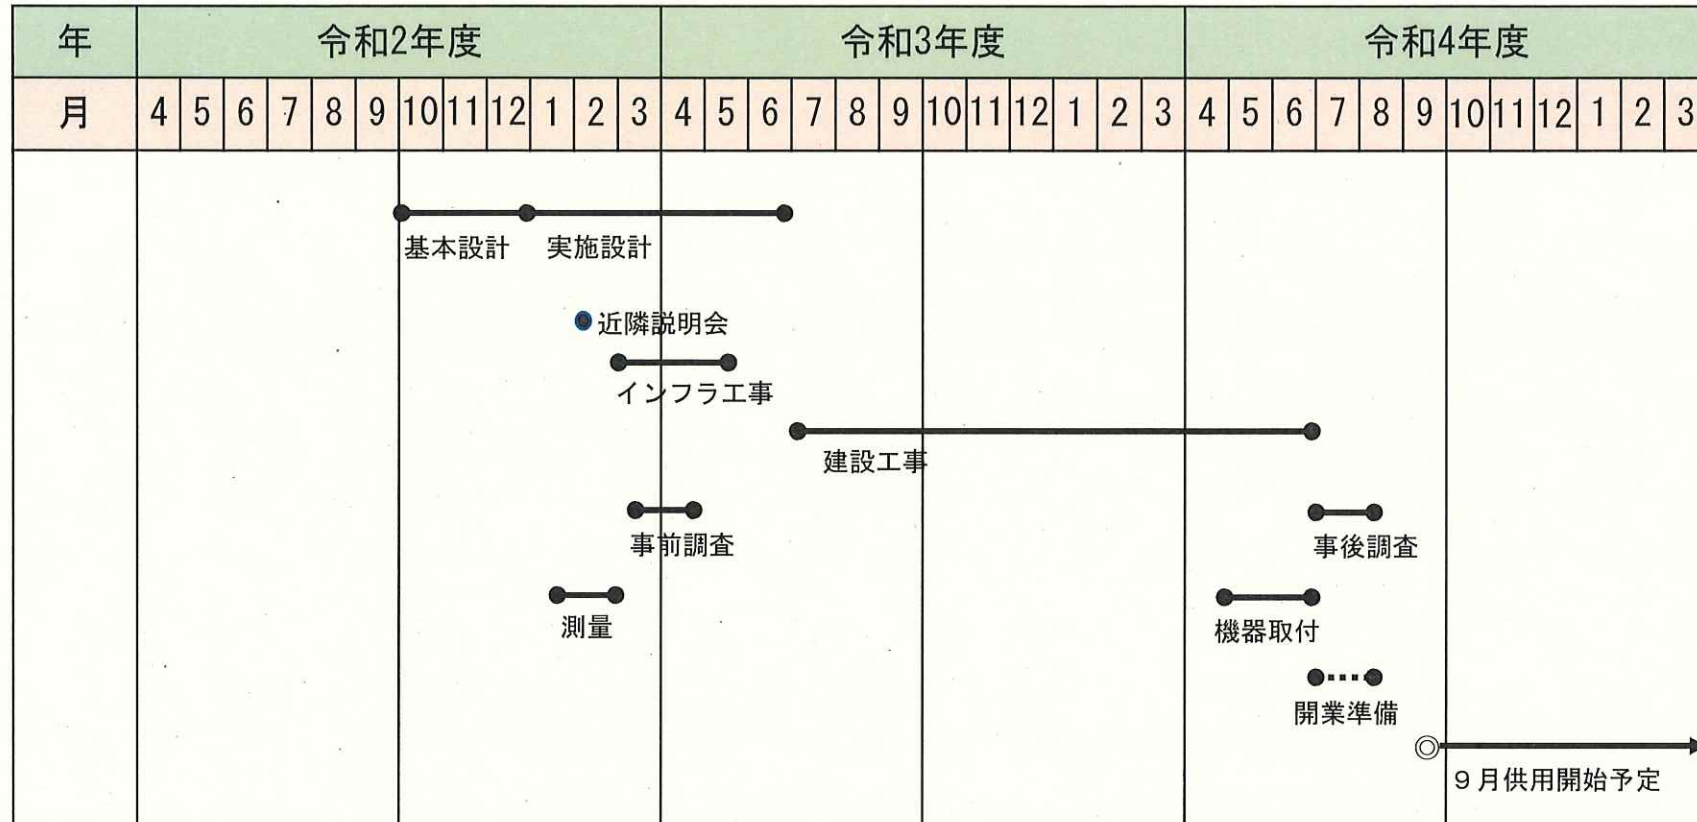 年 令和2年度 令和3年度 令和4年度
月 4 5 6 7 8 9 10 11 12 1 2 3 4 5 6 7 8 9 10 11 12 1 2 3 4 5 6 7 8 9 10 11 12 1 2 3
基本設計 実施設計
近隣説明会
インフラ工事
建設工事
事前調査 事後調査
測量 機器取付
開業準備
9月供用開始予定